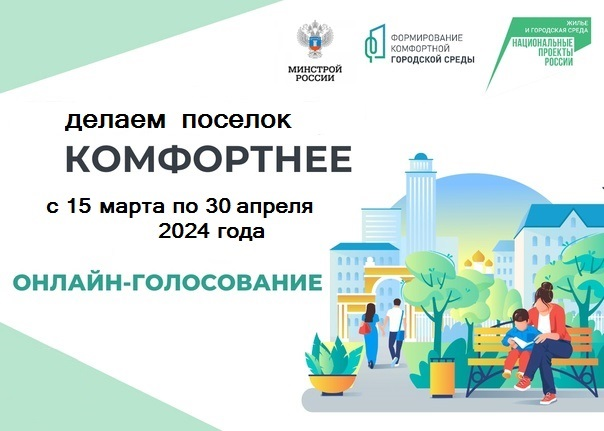 МИНСТРОЙ
РОССИИ
ФОРМИРОВАНИЕ
КОМФОРТНОЙ
ГОРОДСКОЙ СРЕДЫ
ЖИЛЬЕ
И ГОРОДСКАЯ СРЕДА
НАЦИОНАЛЬНЫЕ
ПРОЕКТЫ
РОССИИ
делаем поселок
КОМФОРТНЕЕ
с 15 марта по 30 апреля
2024 года
ОНЛАЙН-ГОЛОСОВАНИЕ